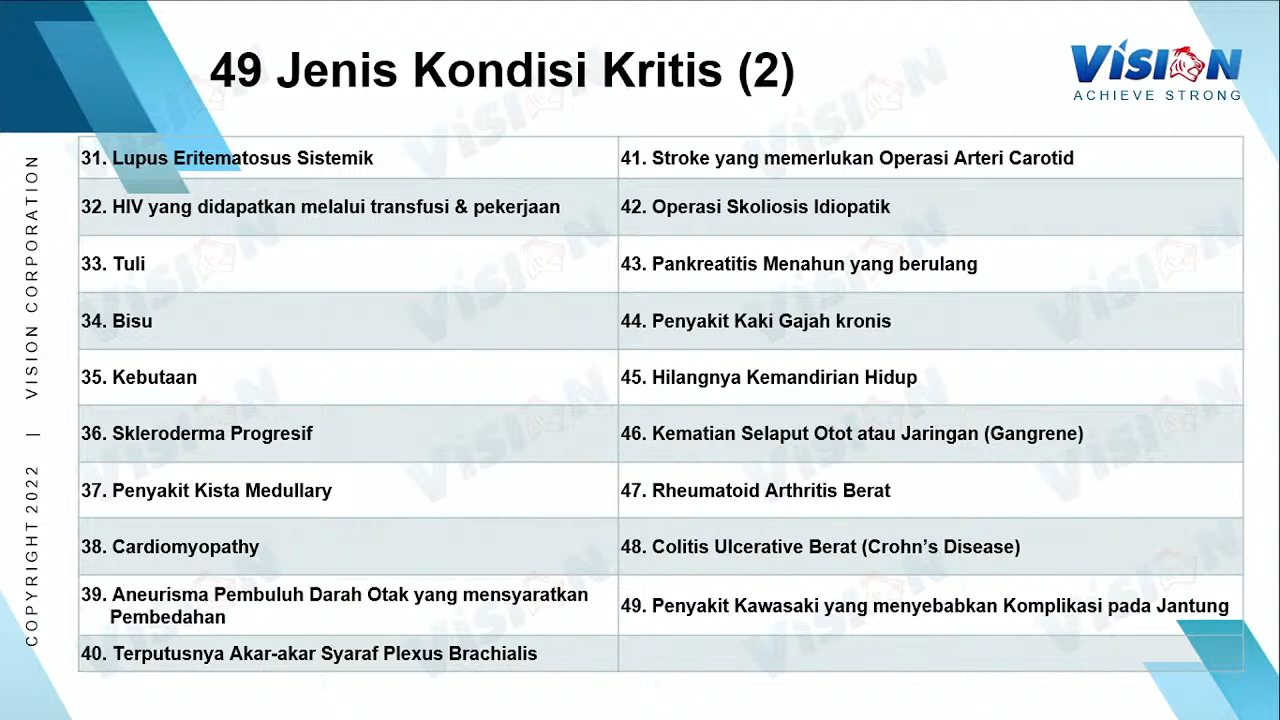 49 Jenis Kondisi Kritis (2)
VISION
ACHIEVE STRONG
COPYRIGHT 2022 | VISION CORPORATION
31. Lupus Eritematosus Sistemik
32. HIV yang didapatkan melalui transfusi & pekerjaan
33. Tuli
34. Bisu
35. Kebutaan
36. Skleroderma Progresif
37. Penyakit Kista Medullary
38. Cardiomyopathy
39. Aneurisma Pembuluh Darah Otak yang mensyaratkan
Pembedahan
40. Terputusnya Akar-akar Syaraf Plexus Brachialis
41. Stroke yang memerlukan Operasi Arteri Carotid
42. Operasi Skoliosis Idiopatik
43. Pankreatitis Menahun yang berulang
44. Penyakit Kaki Gajah kronis
45. Hilangnya Kemandirian Hidup
46. Kematian Selaput Otot atau Jaringan (Gangrene)
47. Rheumatoid Arthritis Berat
48. Colitis Ulcerative Berat (Crohn’s Disease)
49. Penyakit Kawasaki yang menyebabkan Komplikasi pada Jantung